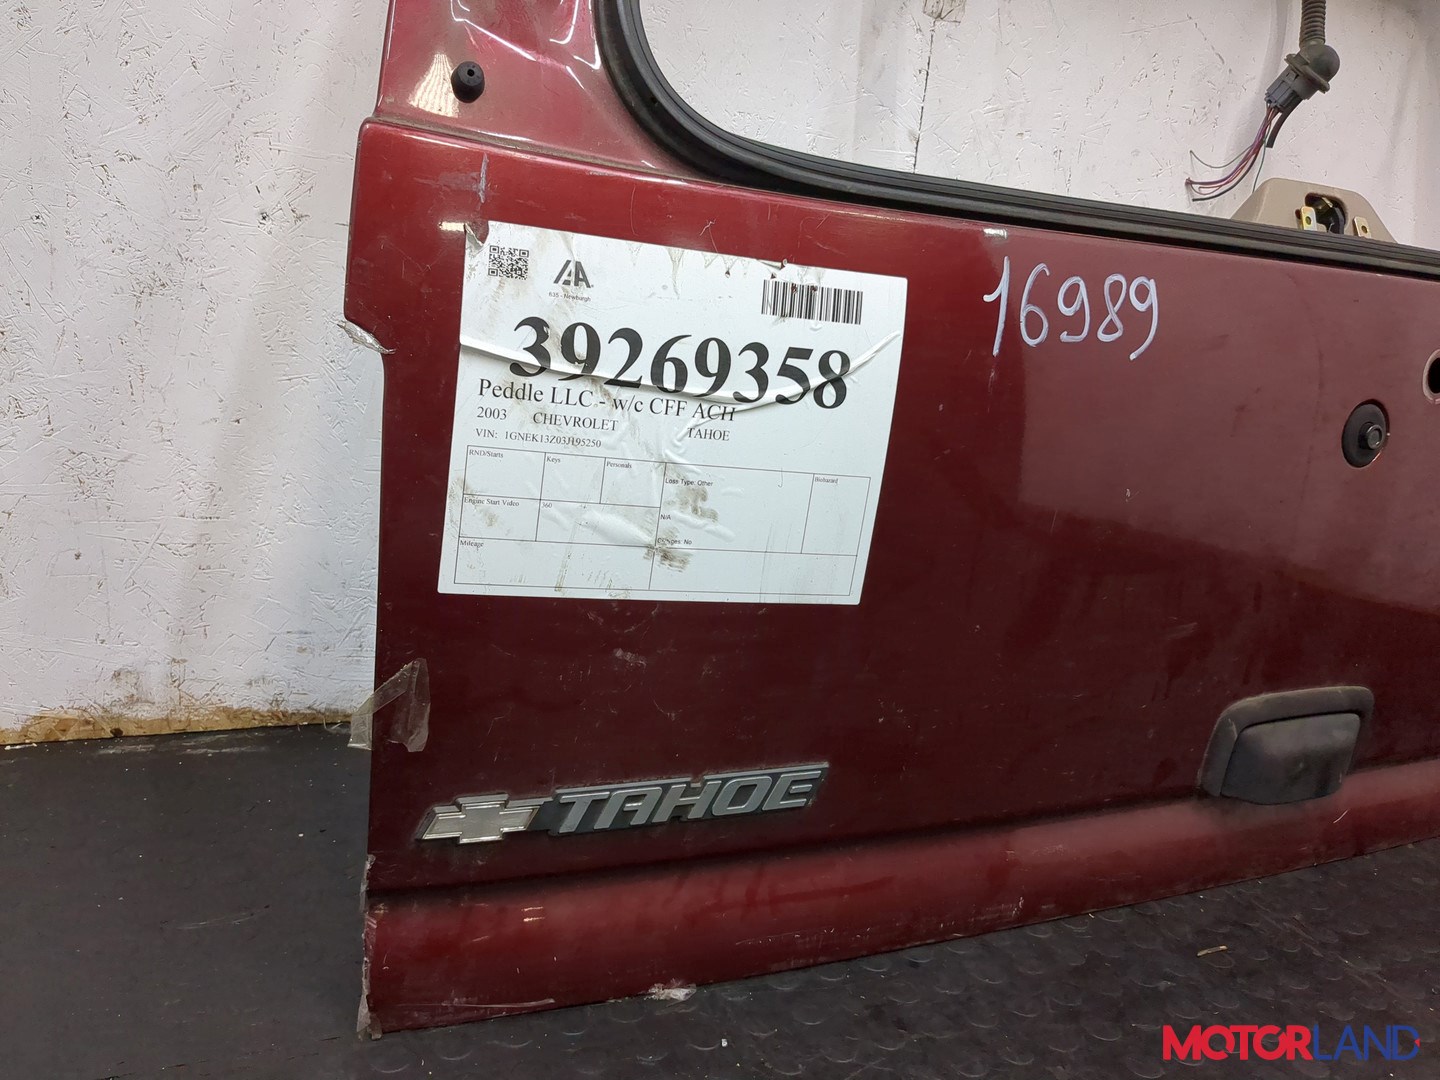 IAA
635 - Newburgh
39269358
Peddle LLC - w/c CFF ACH
2003 CHEVROLET TAHOE
VIN: 1GNEK13Z03J195250
RND/Starts
Keys
Personals
Loss Type: Other
Biohazard
Engine Start Video
360
N/A
No
Mileage
16989
TAHOE
MOTORLAND